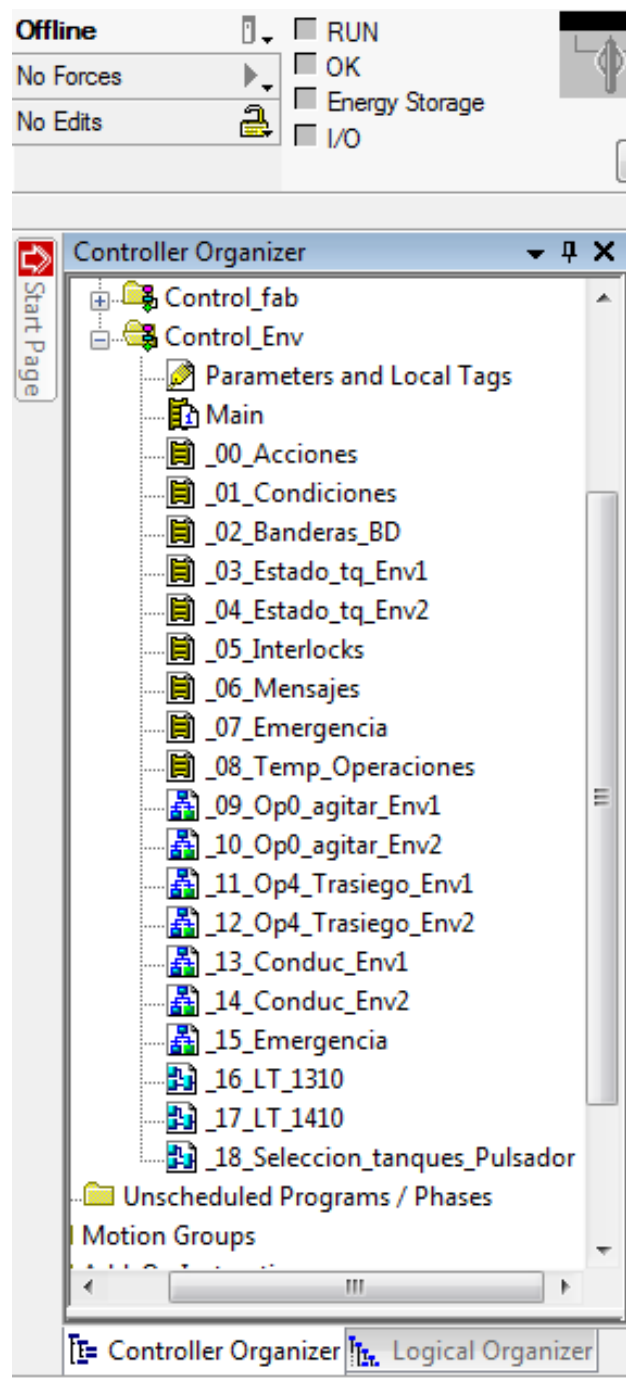 Offline
RUN
No Forces
OK
Energy Storage
No Edits
I/O
Start Page
Controller Organizer
Control_fab
Control_Env
Parameters and Local Tags
Main
_00_Acciones
_01_Condiciones
_02_Banderas_BD
_03_Estado_tq_Env1
_04_Estado_tq_Env2
_05_Interlocks
_06_Mensajes
_07_Emergencia
_08_Temp_Operaciones
_09_Op0_agitar_Env1
_10_Op0_agitar_Env2
_11_Op4_Trasiego_Env1
_12_Op4_Trasiego_Env2
_13_Conduc_Env1
_14_Conduc_Env2
_15_Emergencia
_16_LT_1310
_17_LT_1410
_18_Seleccion_tanques_Pulsador
Unscheduled Programs / Phases
Motion Groups
Controller Organizer
Logical Organizer